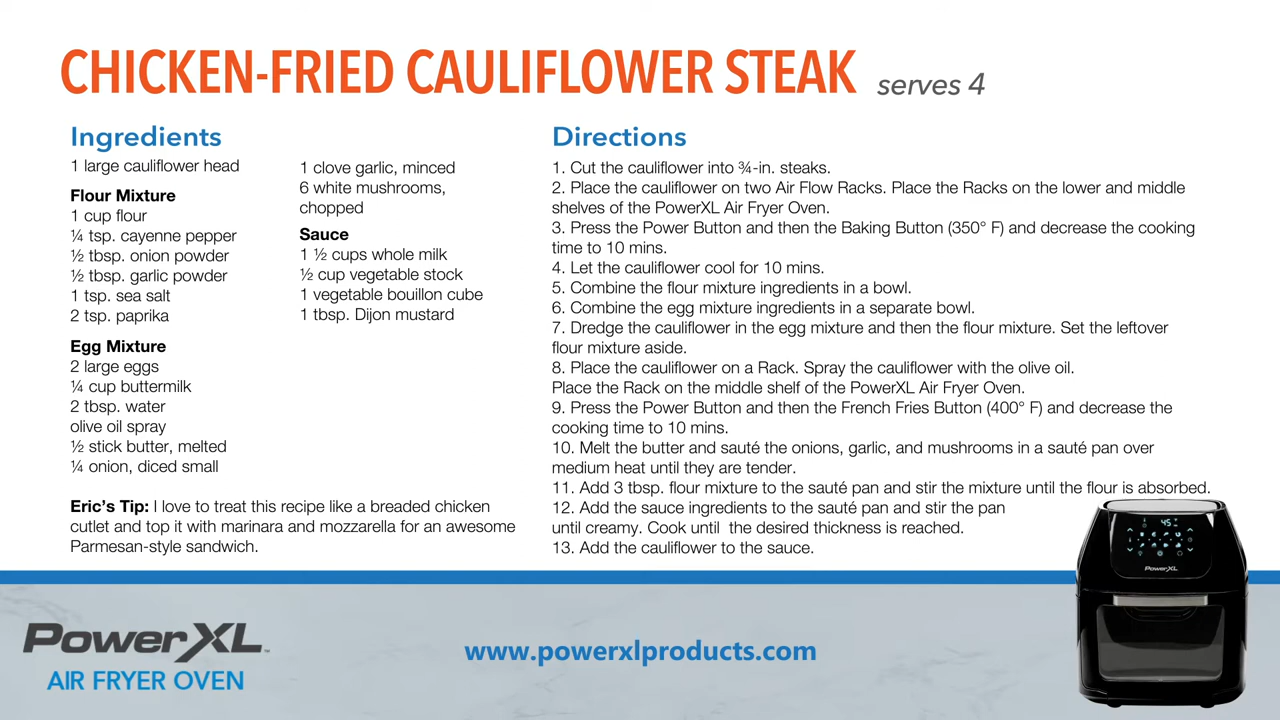 CHICKEN-FRIED CAULIFLOWER STEAK serves 4
Ingredients
1 large cauliflower head
Flour Mixture
1 cup flour
¼ tsp. cayenne pepper
½ tbsp. onion powder
½ tbsp. garlic powder
1 tsp. sea salt
2 tsp. paprika
Egg Mixture
2 large eggs
¼ cup buttermilk
2 tbsp. water
olive oil spray
½ stick butter, melted
¼ onion, diced small
1 clove garlic, minced
6 white mushrooms,
chopped
Sauce
1 ½ cups whole milk
½ cup vegetable stock
1 vegetable bouillon cube
1 tbsp. Dijon mustard
Eric's Tip: I love to treat this recipe like a breaded chicken
cutlet and top it with marinara and mozzarella for an awesome
Parmesan-style sandwich.
Directions
1. Cut the cauliflower into ¾-in. steaks.
2. Place the cauliflower on two Air Flow Racks. Place the Racks on the lower and middle
shelves of the PowerXL Air Fryer Oven.
3. Press the Power Button and then the Baking Button (350° F) and decrease the cooking
time to 10 mins.
4. Let the cauliflower cool for 10 mins.
5. Combine the flour mixture ingredients in a bowl.
6. Combine the egg mixture ingredients in a separate bowl.
7. Dredge the cauliflower in the egg mixture and then the flour mixture. Set the leftover
flour mixture aside.
8. Place the cauliflower on a Rack. Spray the cauliflower with the olive oil.
Place the Rack on the middle shelf of the PowerXL Air Fryer Oven.
9. Press the Power Button and then the French Fries Button (400° F) and decrease the
cooking time to 10 mins.
10. Melt the butter and sauté the onions, garlic, and mushrooms in a sauté pan over
medium heat until they are tender.
11. Add 3 tbsp. flour mixture to the sauté pan and stir the mixture until the flour is absorbed.
12. Add the sauce ingredients to the sauté pan and stir the pan
until creamy. Cook until the desired thickness is reached.
13. Add the cauliflower to the sauce.
45
PowerXL
PowerXL™
AIR FRYER OVEN
www.powerxlproducts.com